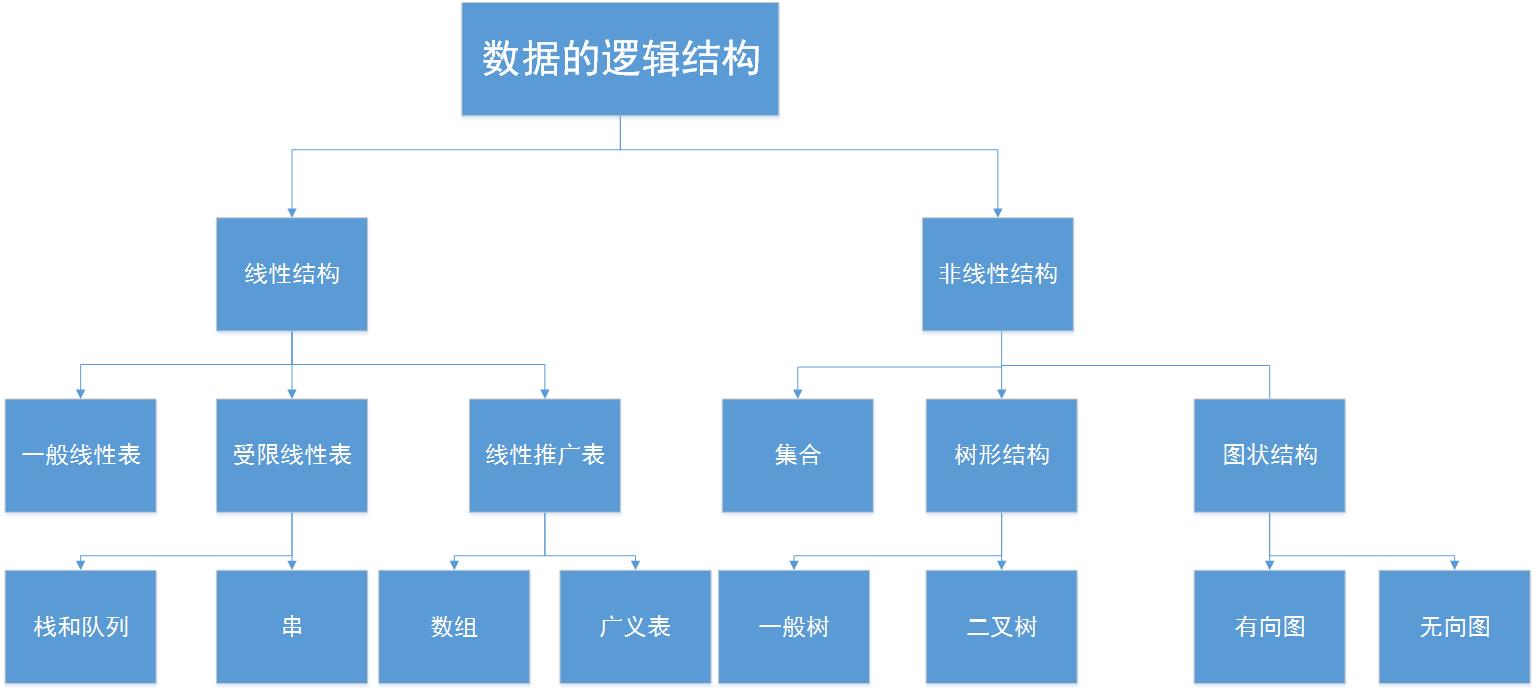 数据的逻辑结构
线性结构
非线性结构
一般线性表
受限线性表
线性推广表
集合
树形结构
图状结构
栈和队列
串
数组
广义表
一般树
二叉树
有向图
无向图